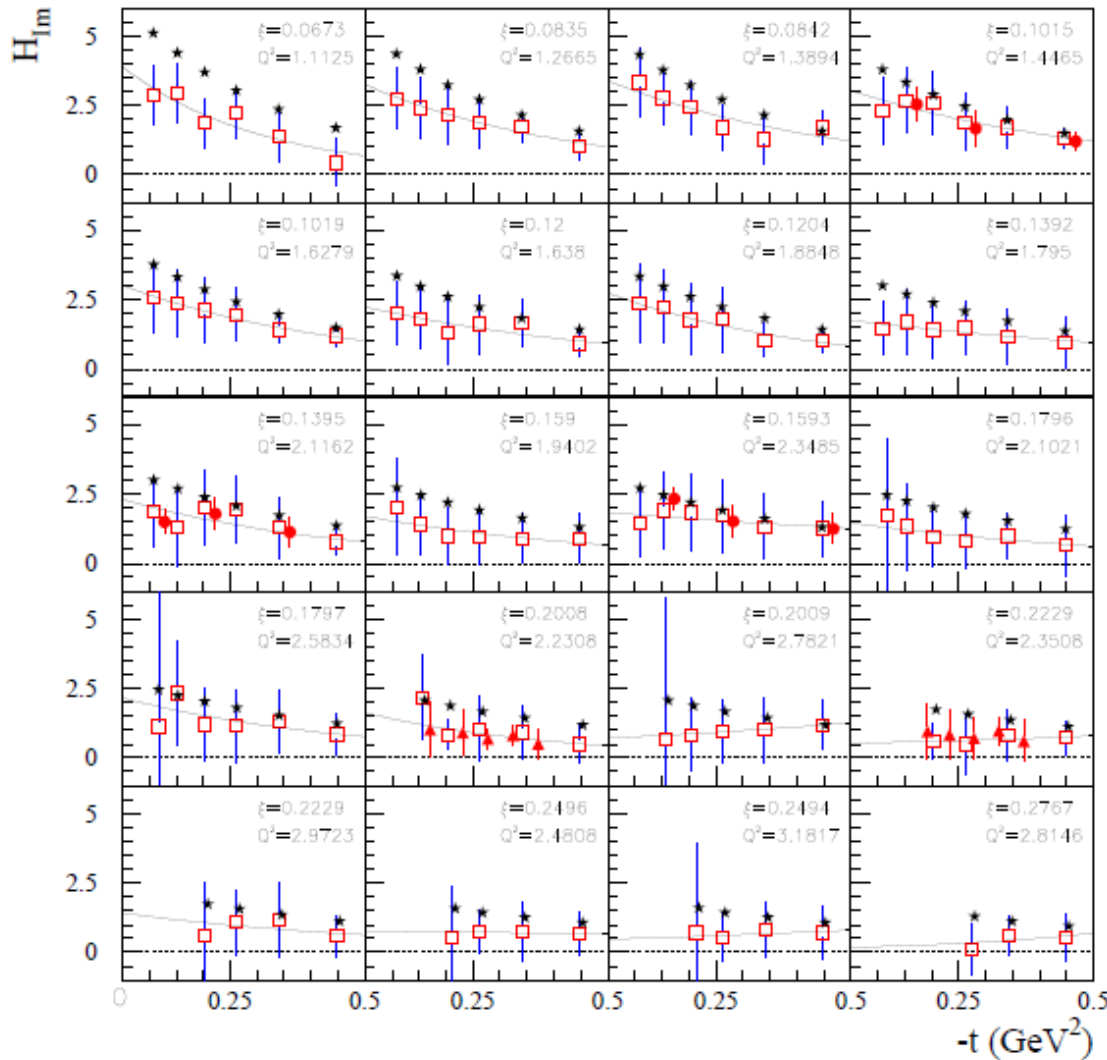 H_Im
5
2.5
0
ξ=0.0673
Q²=1.1125
ξ=0.0835
Q²=1.2665
ξ=0.0842
Q²=1.3894
ξ=0.1015
Q²=1.4465
5
2.5
0
ξ=0.1019
Q²=1.6279
ξ=0.12
Q²=1.638
ξ=0.1204
Q²=1.8848
ξ=0.1392
Q²=1.795
5
2.5
0
ξ=0.1395
Q²=2.1162
ξ=0.159
Q²=1.9402
ξ=0.1593
Q²=2.3485
ξ=0.1796
Q²=2.1021
5
2.5
0
ξ=0.1797
Q²=2.5834
ξ=0.2008
Q²=2.2308
ξ=0.2009
Q²=2.7821
ξ=0.2229
Q²=2.3508
5
2.5
0
ξ=0.2229
Q²=2.9723
ξ=0.2496
Q²=2.4808
ξ=0.2494
Q²=3.1817
ξ=0.2767
Q²=2.8146
0 0.25 0.5 0.25 0.5 0.25 0.5 0.25 0.5
-t (GeV²)